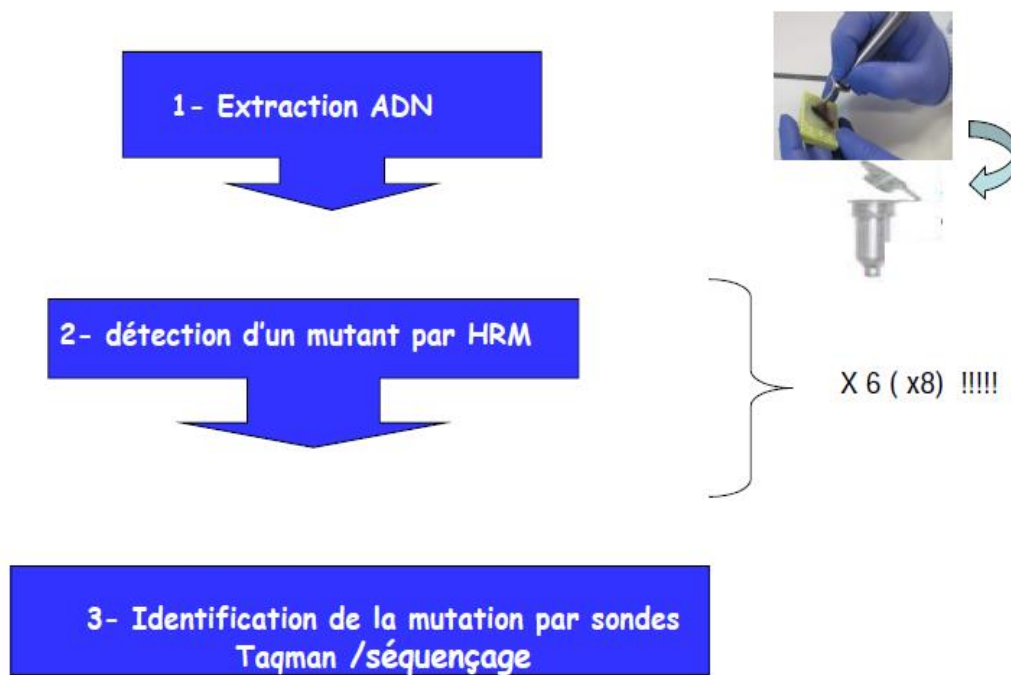 1- Extraction ADN
2- détection d'un mutant par HRM
X 6 ( x8) !!!!!
3- Identification de la mutation par sondes
Taqman /séquençage